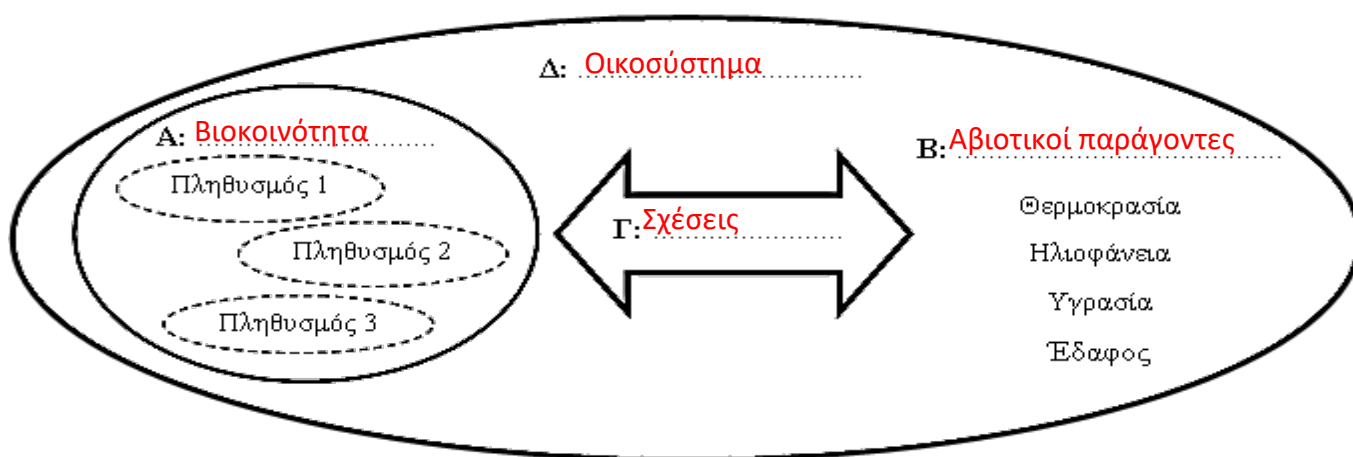 Δ: Οικοσύστημα
Α: Βιοκοινότητα
Πληθυσμός 1
Πληθυσμός 2
Πληθυσμός 3
Γ: Σχέσεις
Β: Αβιοτικοί παράγοντες
Θερμοκρασία
Ηλιοφάνεια
Υγρασία
Έδαφος